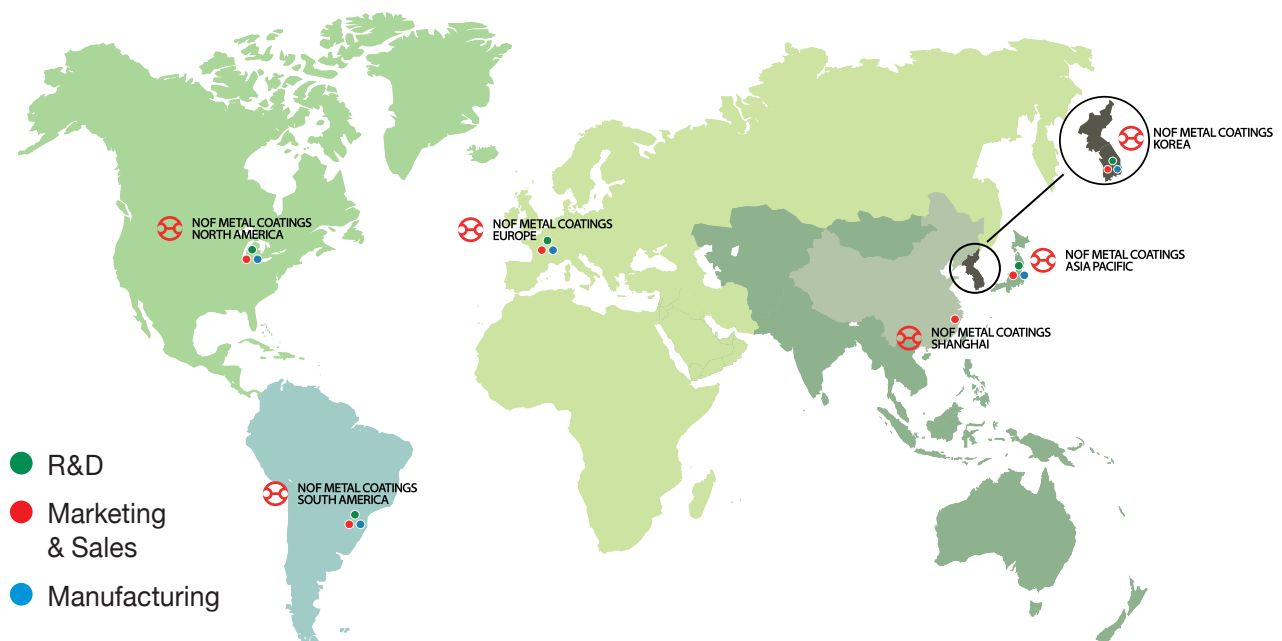 NOF METAL COATINGS
KOREA
NOF METAL COATINGS
NORTH AMERICA
NOF METAL COATINGS
EUROPE
NOF METAL COATINGS
ASIA PACIFIC
NOF METAL COATINGS
SHANGHAI
NOF METAL COATINGS
SOUTH AMERICA
R&D
Marketing
& Sales
Manufacturing